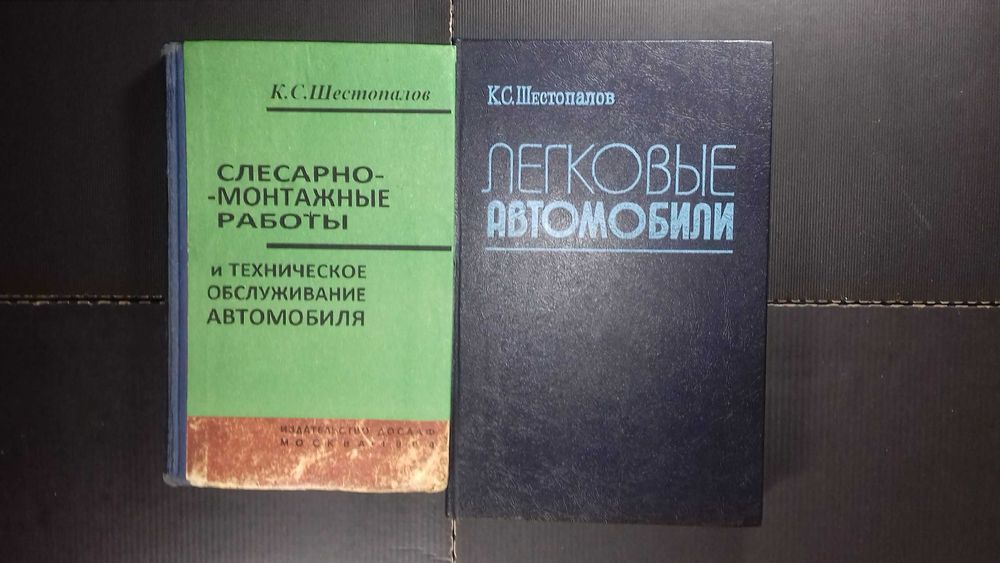 К.С.Шестопалов
СЛЕСАРНО-
-МОНТАЖНЫЕ
РАБОТЫ
и ТЕХНИЧЕСКОЕ
ОБСЛУЖИВАНИЕ
АВТОМОБИЛЯ
ИЗДАТЕЛЬСТВО ДОСААФ
МОСКВА
К.С.Шестопалов
ЛЕГКОВЫЕ
АВТОМОБИЛИ